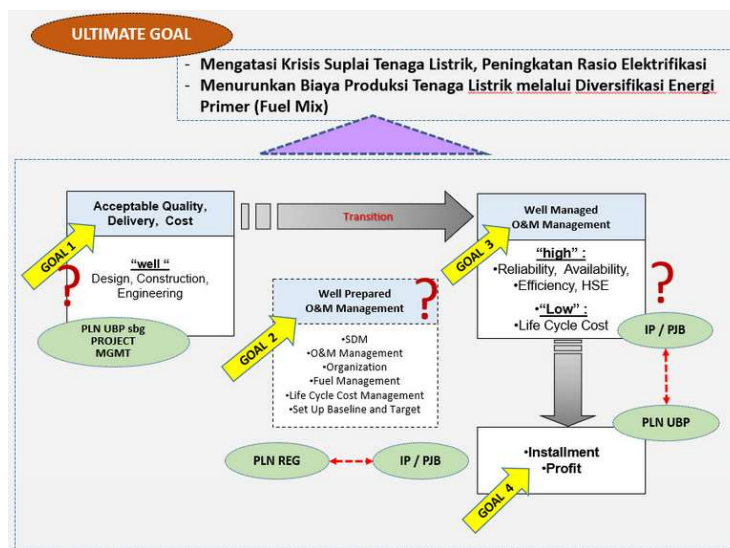 ULTIMATE GOAL
- Mengatasi Krisis Suplai Tenaga Listrik, Peningkatan Rasio Elektrifikasi
- Menurunkan Biaya Produksi Tenaga Listrik melalui Diversifikasi Energi
Primer (Fuel Mix)
Acceptable Quality,
Delivery, Cost
GOAL 1
?
“well “
Design, Construction,
Engineering
PLN UBP sbg
PROJECT
MGMT
Transition
Well Prepared
O&M Management
?
GOAL 2
•SDM
•O&M Management
•Organization
•Fuel Management
•Life Cycle Cost Management
•Set Up Baseline and Target
PLN REG
IP / PJB
Well Managed
O&M Management
GOAL 3
“high” :
•Reliability, Availability,
•Efficiency, HSE
•“Low” :
•Life Cycle Cost
?
IP / PJB
PLN UBP
•Installment
•Profit
GOAL 4